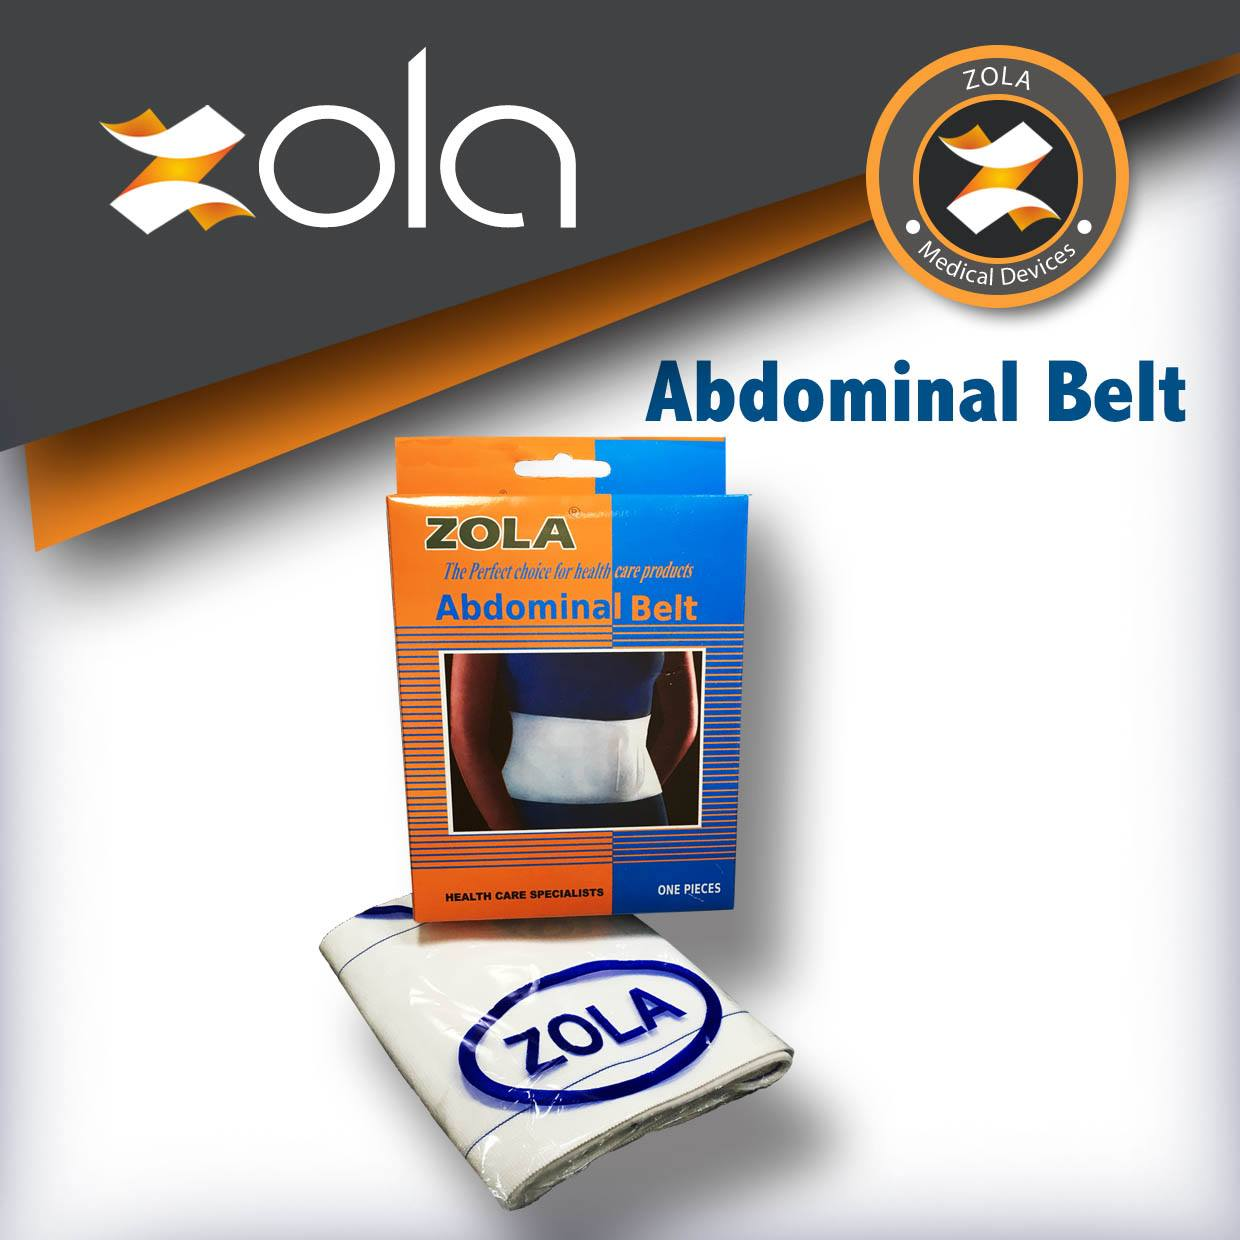 zola
ZOLA
Medical Devices
Abdominal Belt
ZOLA®
The Perfect choice for health care products
Abdominal Belt
HEALTH CARE SPECIALISTS
ONE PIECES
ZOLA